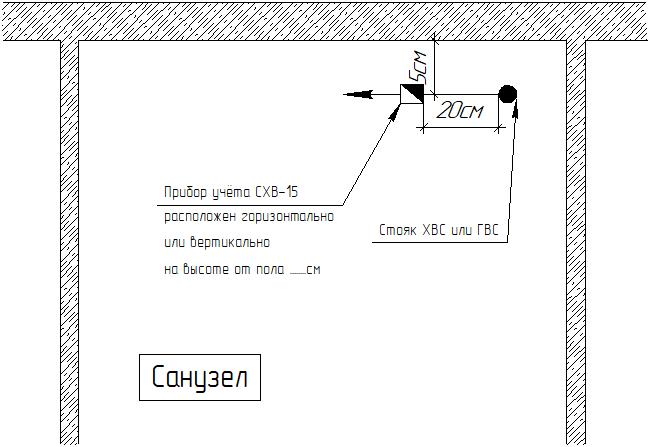 5см
20см
Прибор учёта СХВ-15
расположен горизонтально
или вертикально
на высоте от пола ____см
Стояк ХВС или ГВС
Санузел